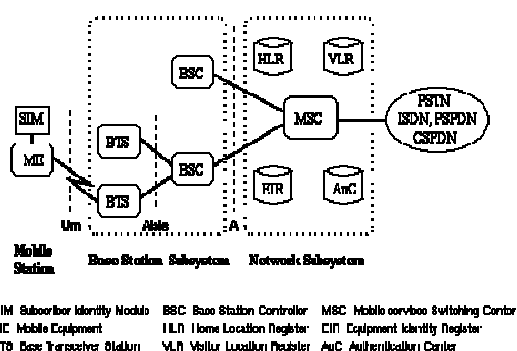 HLR VLR
BSC
PSTN
ISDN, PSPDN
CSPDN
MSC
SIM
ME
BTS
BSC
BTS
EIR AuC
Um Abis A
Mobile
Station
Base Station Subsystem
Network Subsystem
IM Subscriber Identity Module BSC Base Station Controller MSC Mobile services Switching Center
E Mobile Equipment HLR Home Location Register EIR Equipment Identity Register
TS Base Transceiver Station VLR Visitor Location Register AuC Authentication Center